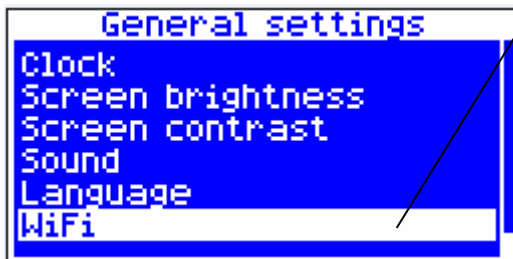 General settings
Clock
Screen brightness
Screen contrast
Sound
Language
WiFi